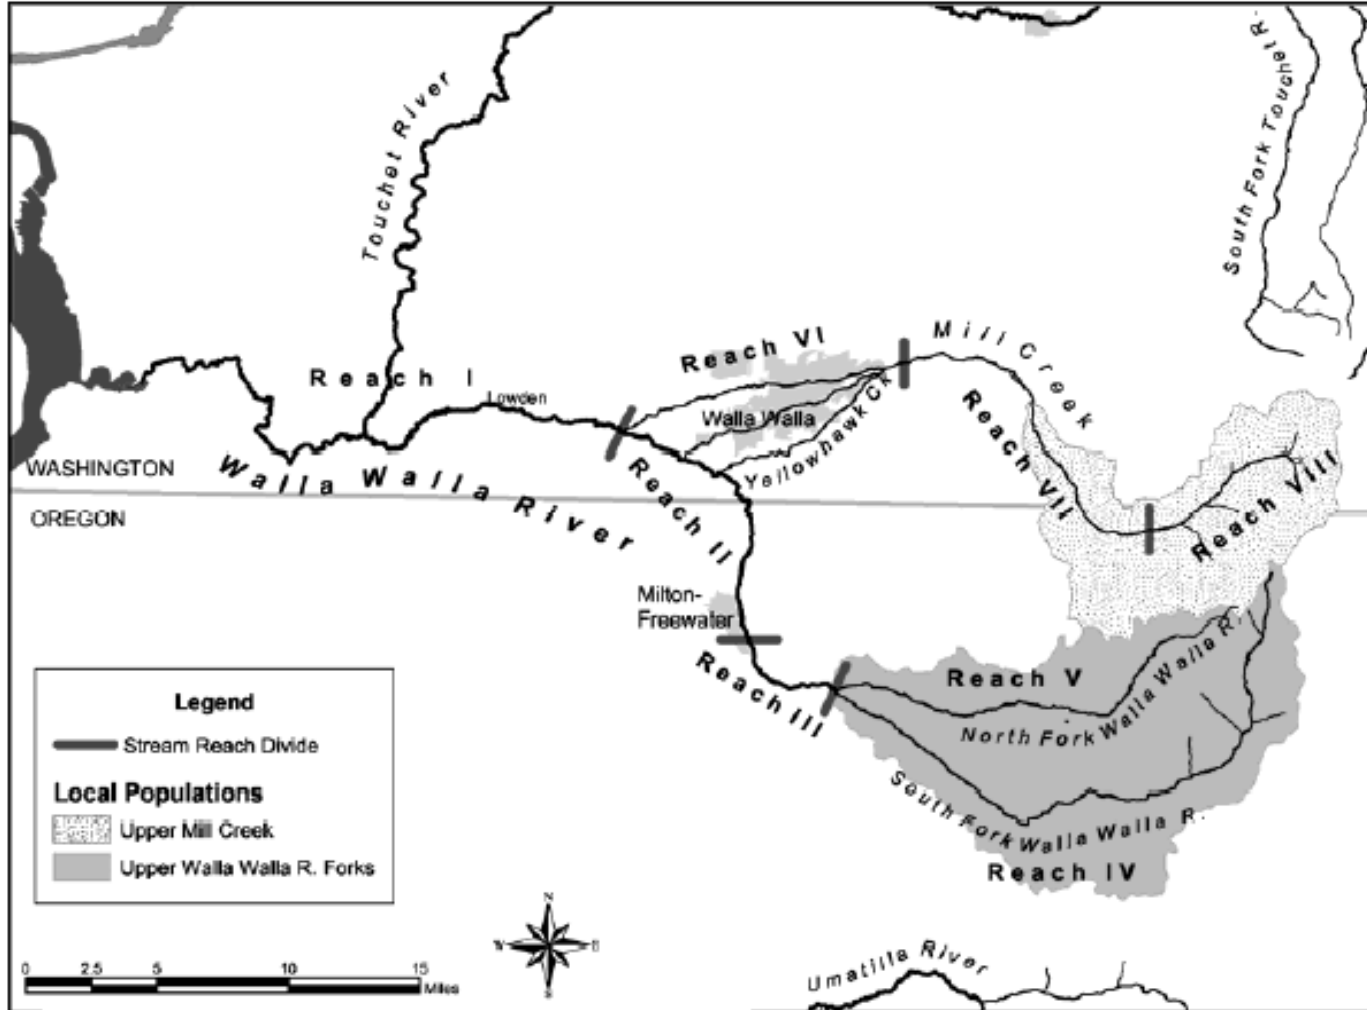 South Fork Touchet R.
Touchet River
Mill Creek
Reach VI
Reach I
Lowden
Walla Walla
Yellowhawk Ck
Reach VII
Reach VIII
WASHINGTON
Walla Walla River
Reach II
OREGON
Milton-
Freewater
Reach III
Reach V
North Fork Walla Walla R.
South Fork Walla Walla R.
Reach IV
Legend
Stream Reach Divide
Local Populations
Upper Mill Creek
Upper Walla Walla R. Forks
N
W
E
S
0 2.5 5 10 15
Miles
Umatilla River